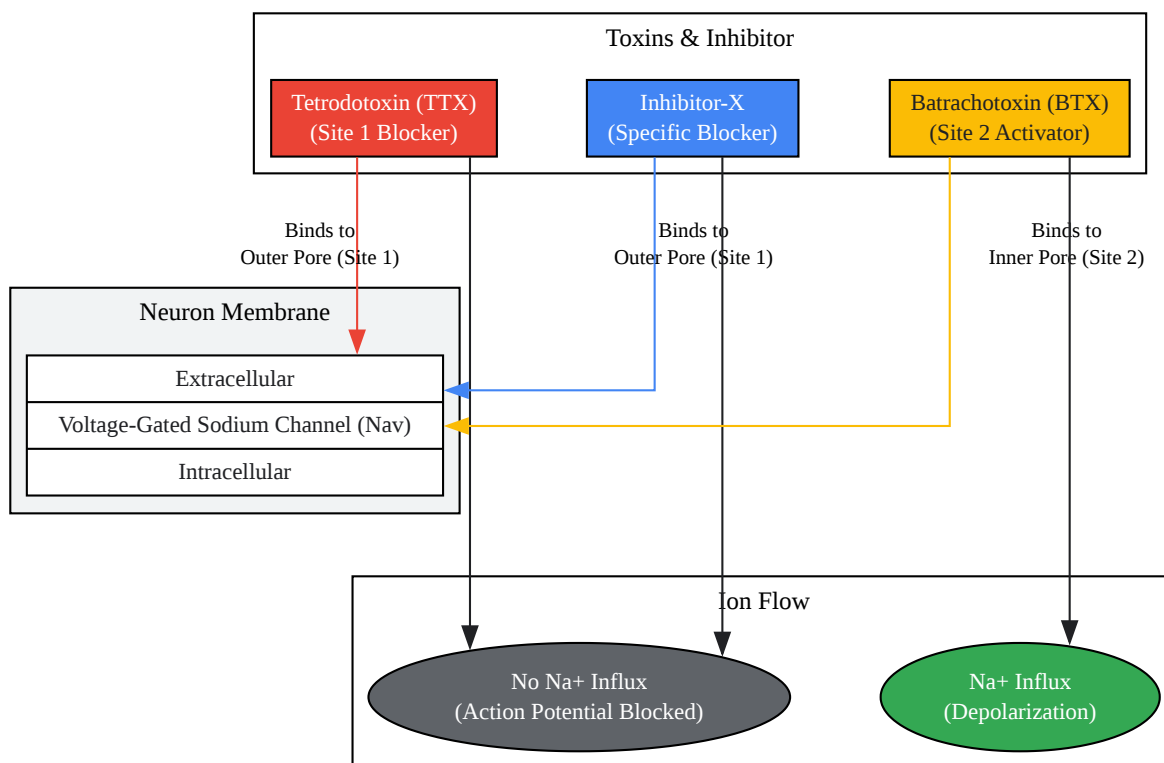 Toxins & Inhibitor
Tetrodotoxin (TTX)
(Site 1 Blocker)
Inhibitor-X
(Specific Blocker)
Batrachotoxin (BTX)
(Site 2 Activator)
Binds to
Outer Pore (Site 1)
Binds to
Outer Pore (Site 1)
Binds to
Inner Pore (Site 2)
Neuron Membrane
Extracellular
Voltage-Gated Sodium Channel (Nav)
Intracellular
Ion Flow
No Na+ Influx
(Action Potential Blocked)
Na+ Influx
(Depolarization)